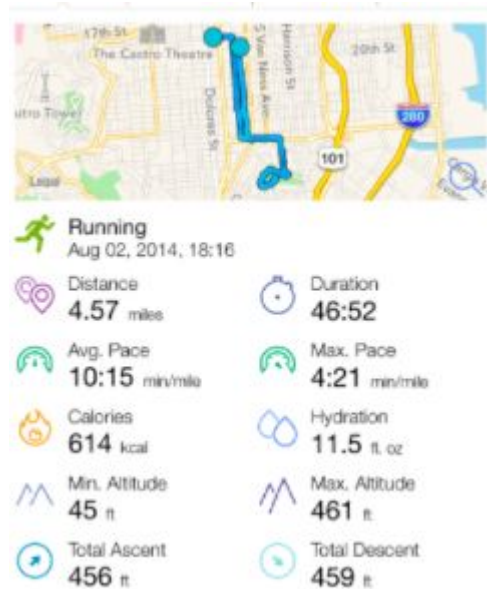 17th St
The Castro Theatre
S Van Ness Ave
Harrison St
20th St
Dolores St
utro Tower
280
101
Running
Aug 02, 2014, 18:16
Distance
4.57 miles
Duration
46:52
Avg. Pace
10:15 min/mile
Max. Pace
4:21 min/mile
Calories
614 kcal
Hydration
11.5 fl. oz
Min. Altitude
45 ft
Max. Altitude
461 ft
Total Ascent
456 ft
Total Descent
459 ft